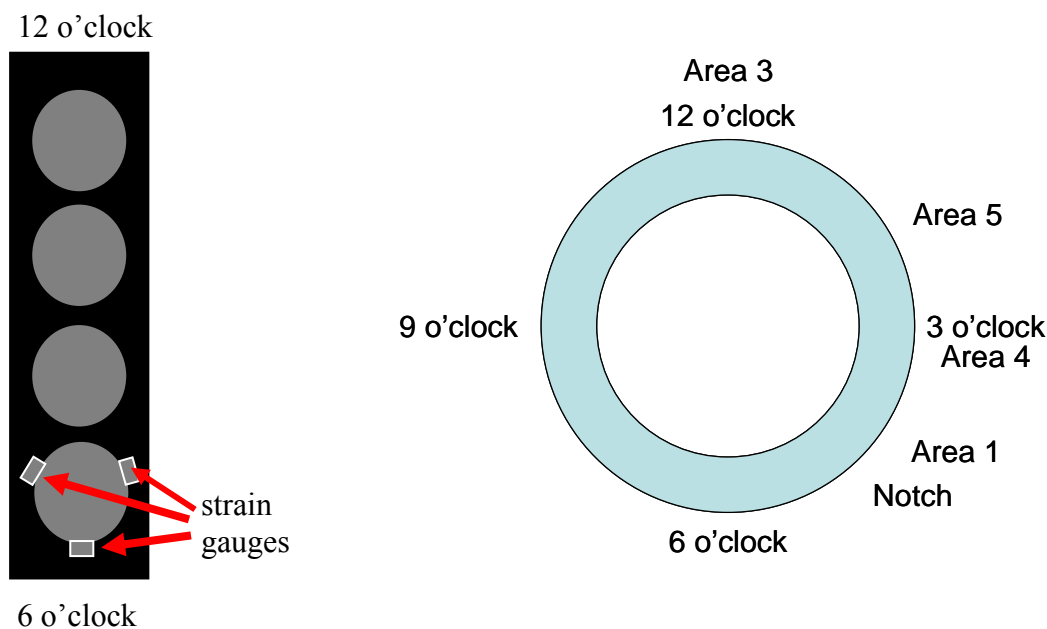 12 o’clock
strain
gauges
6 o’clock
Area 3
12 o’clock
Area 5
9 o’clock
3 o’clock
Area 4
Area 1
Notch
6 o’clock